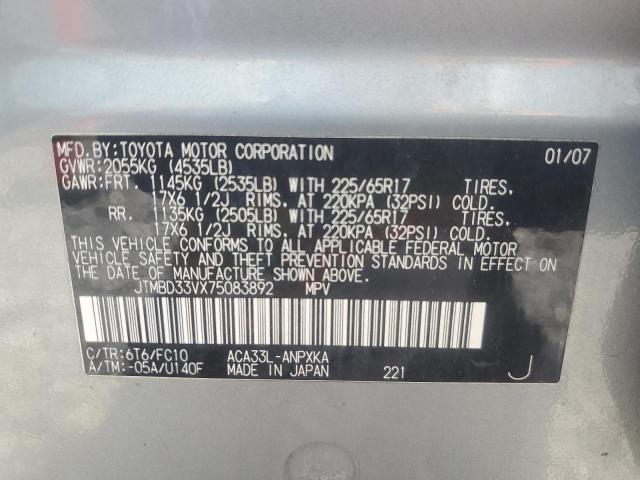 MFD.BY:TOYOTA MOTOR CORPORATION 01/07
GVWR:2055KG (4535LB)
GAWR:FRT. 1145KG (2535LB) WITH 225/65R17 TIRES.
17X6 1/2J RIMS. AT 220KPA (32PSI) COLD.
RR. 1135KG (2505LB) WITH 225/65R17 TIRES.
17X6 1/2J RIMS. AT 220KPA (32PSI) COLD.
THIS VEHICLE CONFORMS TO ALL APPLICABLE FEDERAL MOTOR
VEHICLE SAFETY AND THEFT PREVENTION STANDARDS IN EFFECT
ON THE DATE OF MANUFACTURE SHOWN ABOVE.
JTMBD33VX75083892 MPV
C/TR:6T6/FC10 ACA33L-ANPXKA
A/TM:-05A/U140F MADE IN JAPAN 221 J